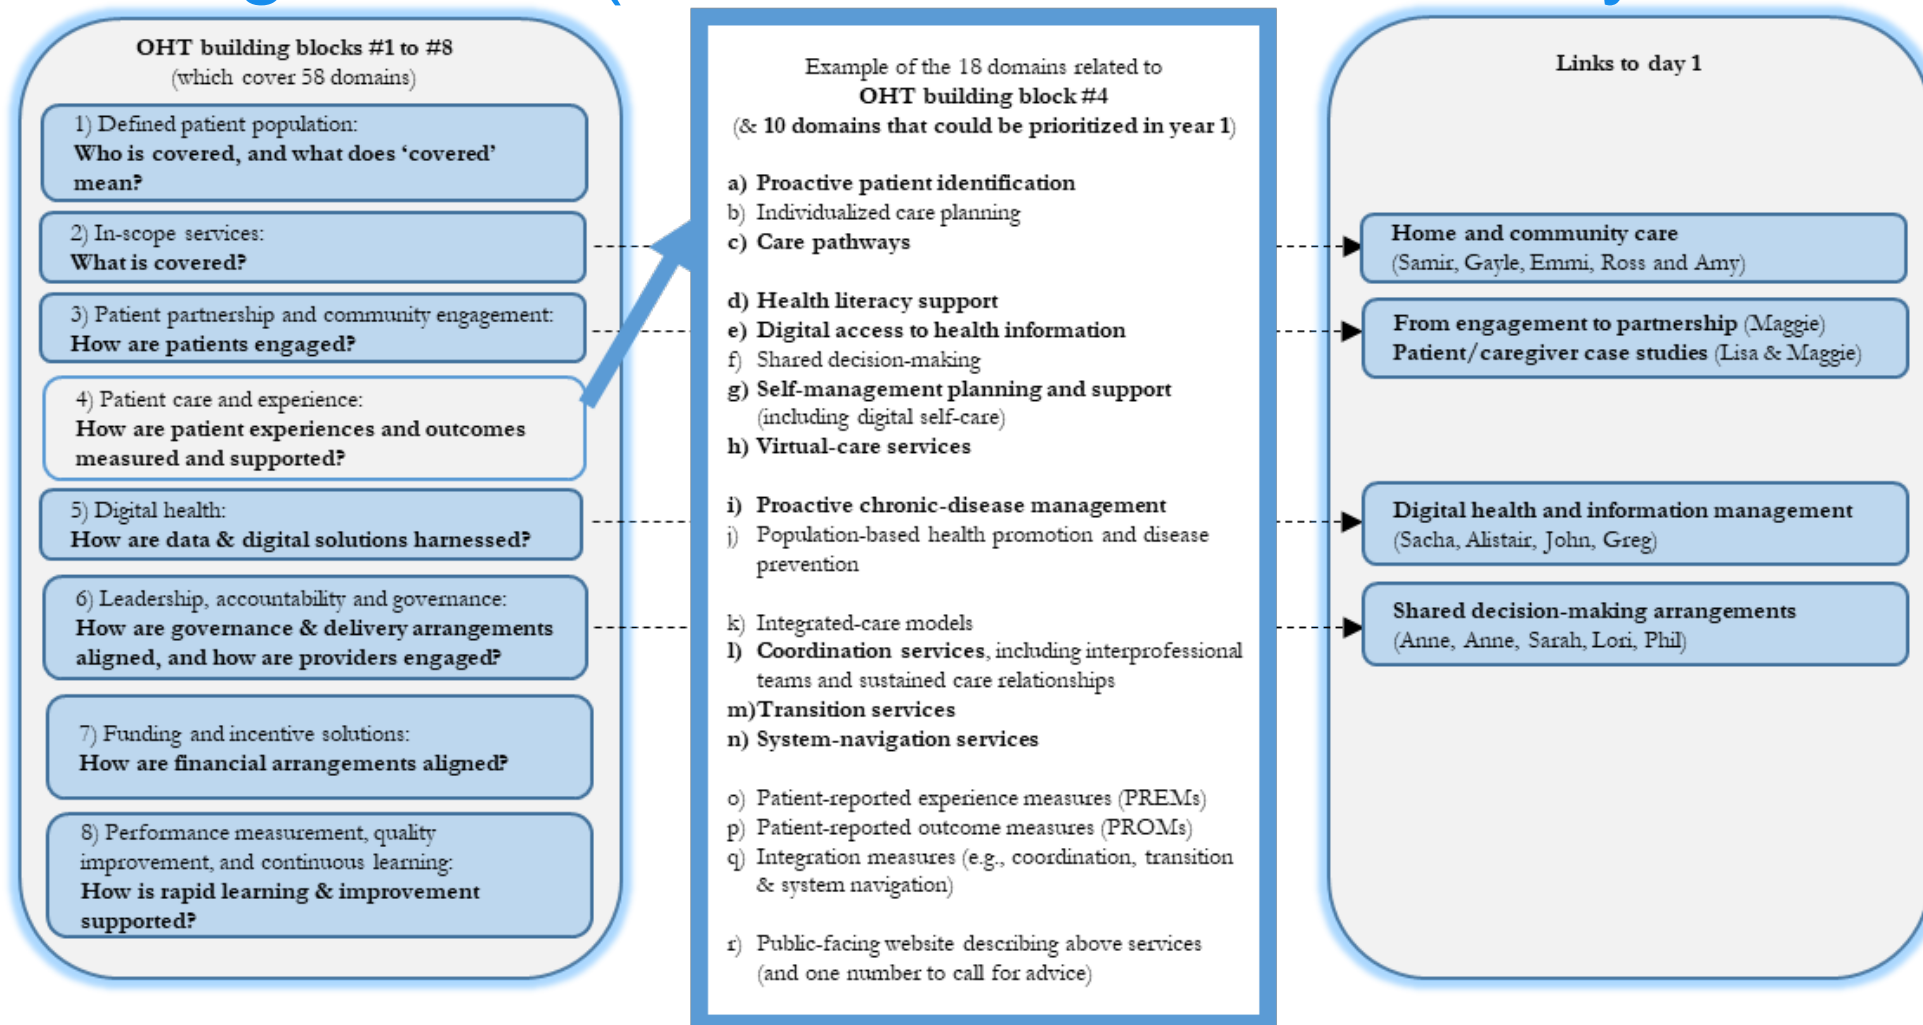 OHT building blocks #1 to #8
(which cover 58 domains)
1) Defined patient population:
Who is covered, and what does ‘covered’
mean?
2) In-scope services:
What is covered?
3) Patient partnership and community engagement:
How are patients engaged?
4) Patient care and experience:
How are patient experiences and outcomes
measured and supported?
5) Digital health:
How are data & digital solutions harnessed?
6) Leadership, accountability and governance:
How are governance & delivery arrangements
aligned, and how are providers engaged?
7) Funding and incentive solutions:
How are financial arrangements aligned?
8) Performance measurement, quality
improvement, and continuous learning:
How is rapid learning & improvement
supported?
Example of the 18 domains related to
OHT building block #4
(& 10 domains that could be prioritized in year 1)
a) Proactive patient identification
b) Individualized care planning
c) Care pathways
d) Health literacy support
e) Digital access to health information
f) Shared decision-making
g) Self-management planning and support
(including digital self-care)
h) Virtual-care services
i) Proactive chronic-disease management
j) Population-based health promotion and disease
prevention
k) Integrated-care models
l) Coordination services, including interprofessional
teams and sustained care relationships
m)Transition services
n) System-navigation services
o) Patient-reported experience measures (PREMs)
p) Patient-reported outcome measures (PROMs)
q) Integration measures (e.g., coordination, transition
& system navigation)
r) Public-facing website describing above services
(and one number to call for advice)
Links to day 1
Home and community care
(Samir, Gayle, Emmi, Ross and Amy)
From engagement to partnership (Maggie)
Patient/caregiver case studies (Lisa & Maggie)
Digital health and information management
(Sacha, Alistair, John, Greg)
Shared decision-making arrangements
(Anne, Anne, Sarah, Lori, Phil)